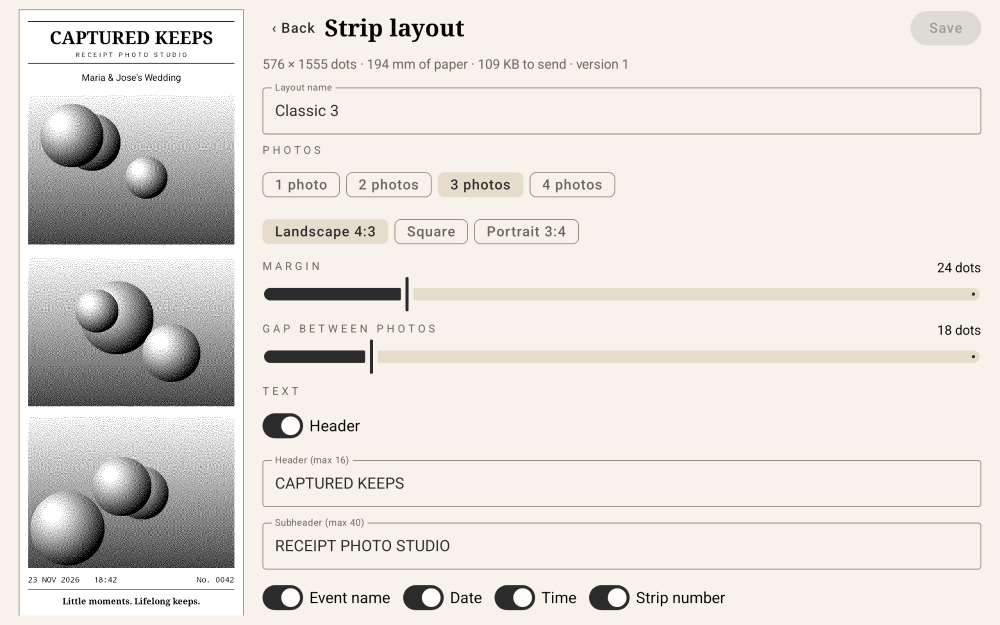 CAPTURED KEEPS
RECEIPT PHOTO STUDIO
Maria & Jose's Wedding
23 NOV 2026 18:42 No. 0042
Little moments. Lifelong keeps.
‹ Back Strip layout Save
576 × 1555 dots · 194 mm of paper · 109 KB to send · version 1
Layout name
Classic 3
PHOTOS
1 photo 2 photos 3 photos 4 photos
Landscape 4:3 Square Portrait 3:4
MARGIN 24 dots
GAP BETWEEN PHOTOS 18 dots
TEXT
Header
Header (max 16)
CAPTURED KEEPS
Subheader (max 40)
RECEIPT PHOTO STUDIO
Event name Date Time Strip number